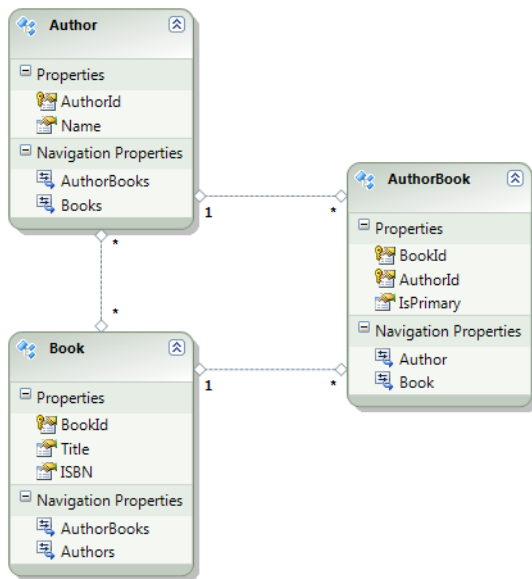 Author
Properties
AuthorId
Name
Navigation Properties
AuthorBooks
Books
1
*
*
*
AuthorBook
Properties
BookId
AuthorId
IsPrimary
Navigation Properties
Author
Book
Book
Properties
BookId
Title
ISBN
Navigation Properties
AuthorBooks
Authors
1
*